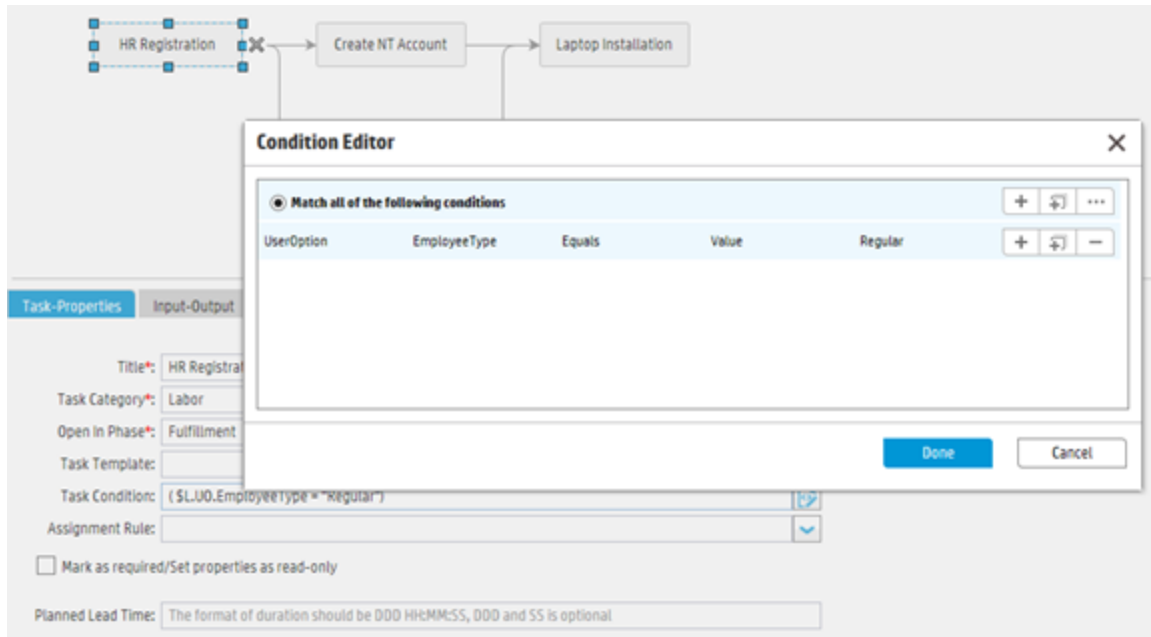 HR Registration
Create NT Account
Laptop Installation
Condition Editor
Match all of the following conditions
UserOption EmployeeType Equals Value Regular
Task-Properties Input-Output
Title*: HR Registrat
Task Category*: Labor
Open In Phase*: Fulfillment
Done Cancel
Task Template:
Task Condition: ( $L.UO.EmployeeType = "Regular")
Assignment Rule:
Mark as required/Set properties as read-only
Planned Lead Time: The format of duration should be DDD HH:MM:SS, DDD and SS is optional